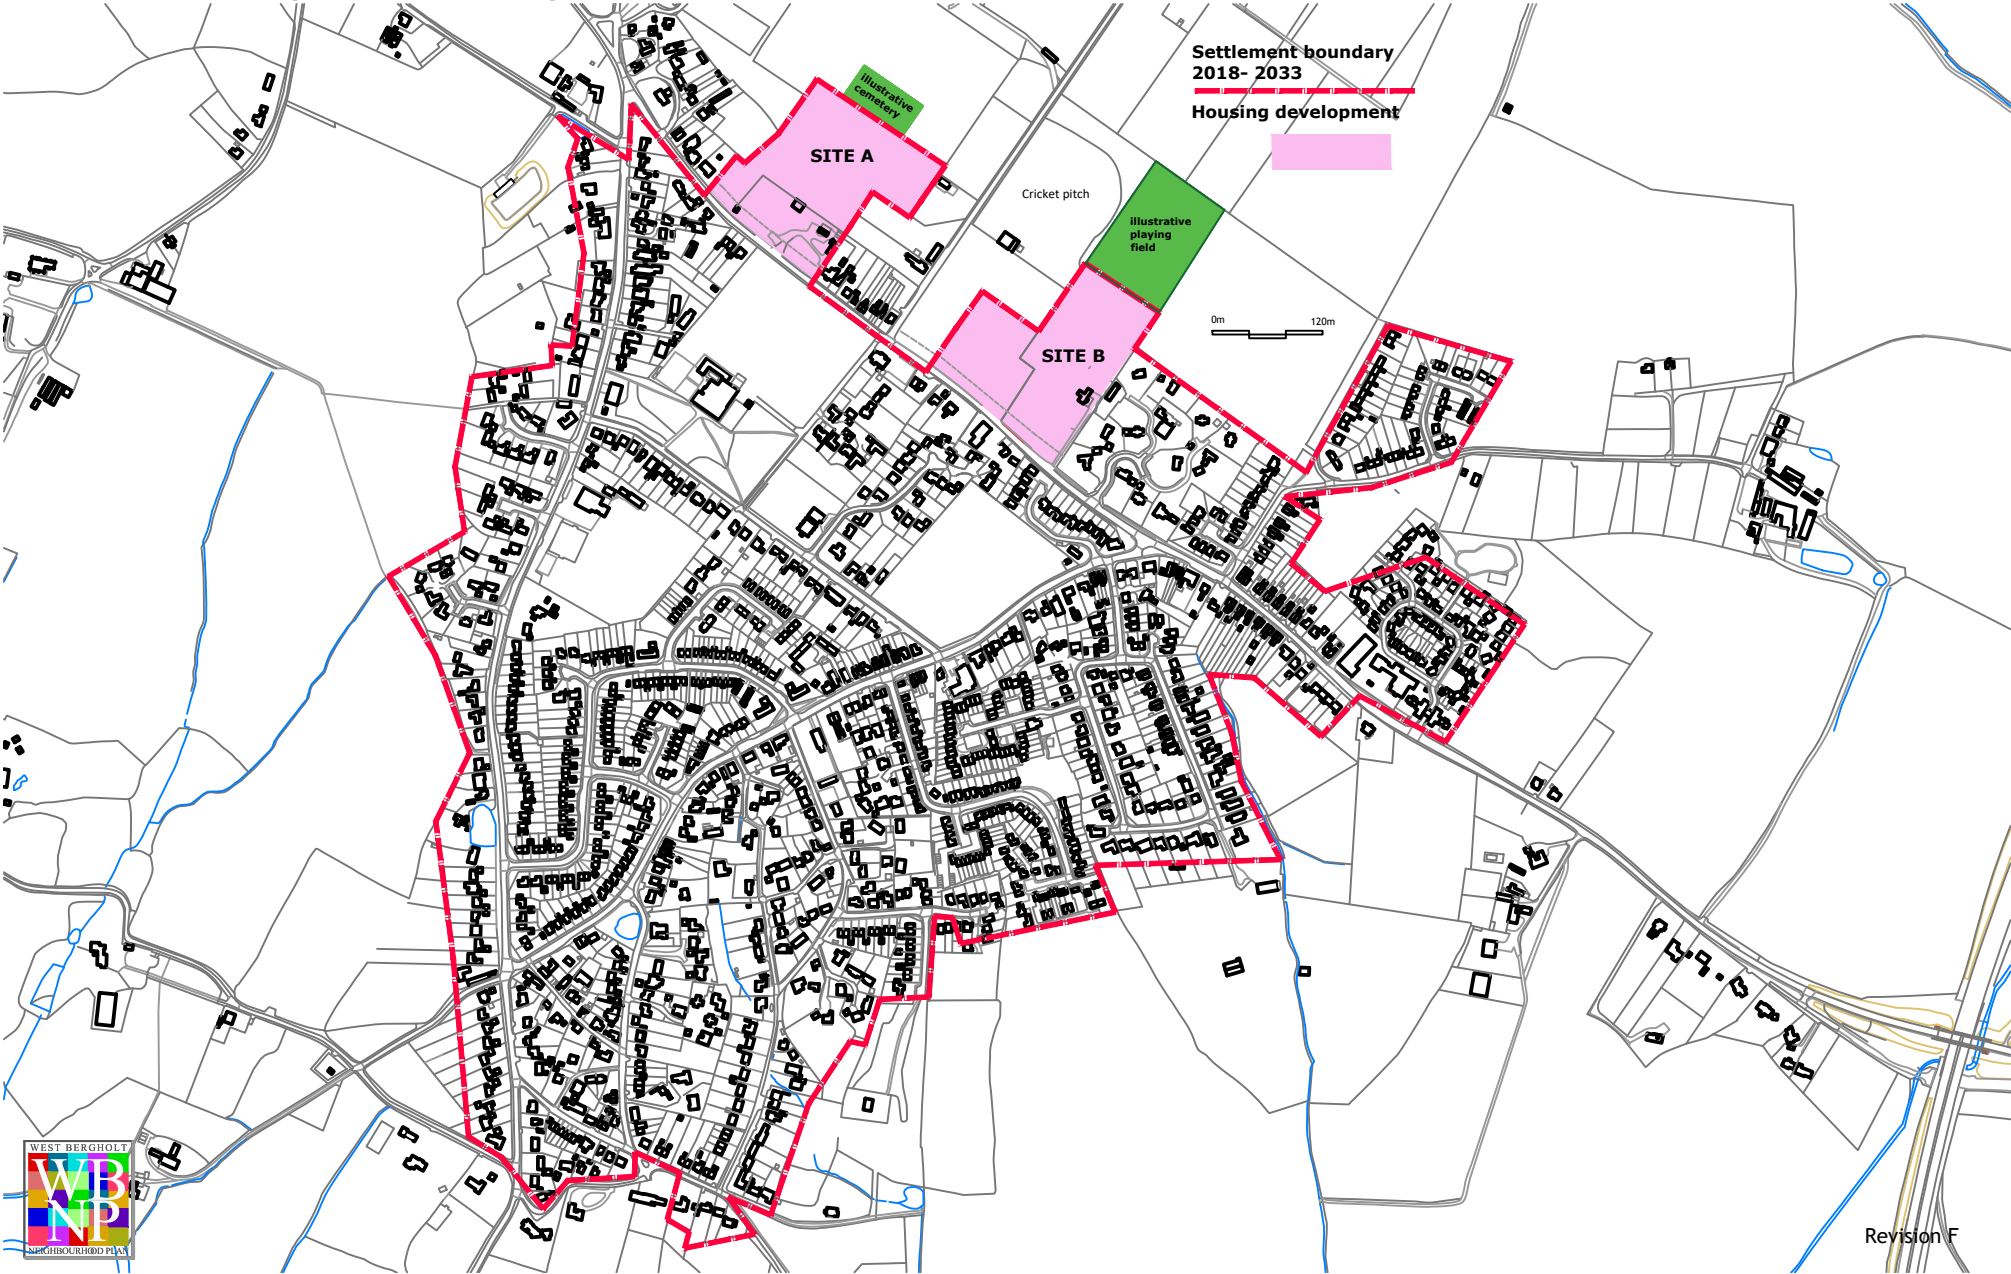 Settlement boundary
2018- 2033
Housing development
illustrative
cemetery
SITE A
Cricket pitch
illustrative
playing
field
0m
120m
SITE B
WEST BERGHOLT
WB
NP
NEIGHBOURHOOD PLAN
Revision F